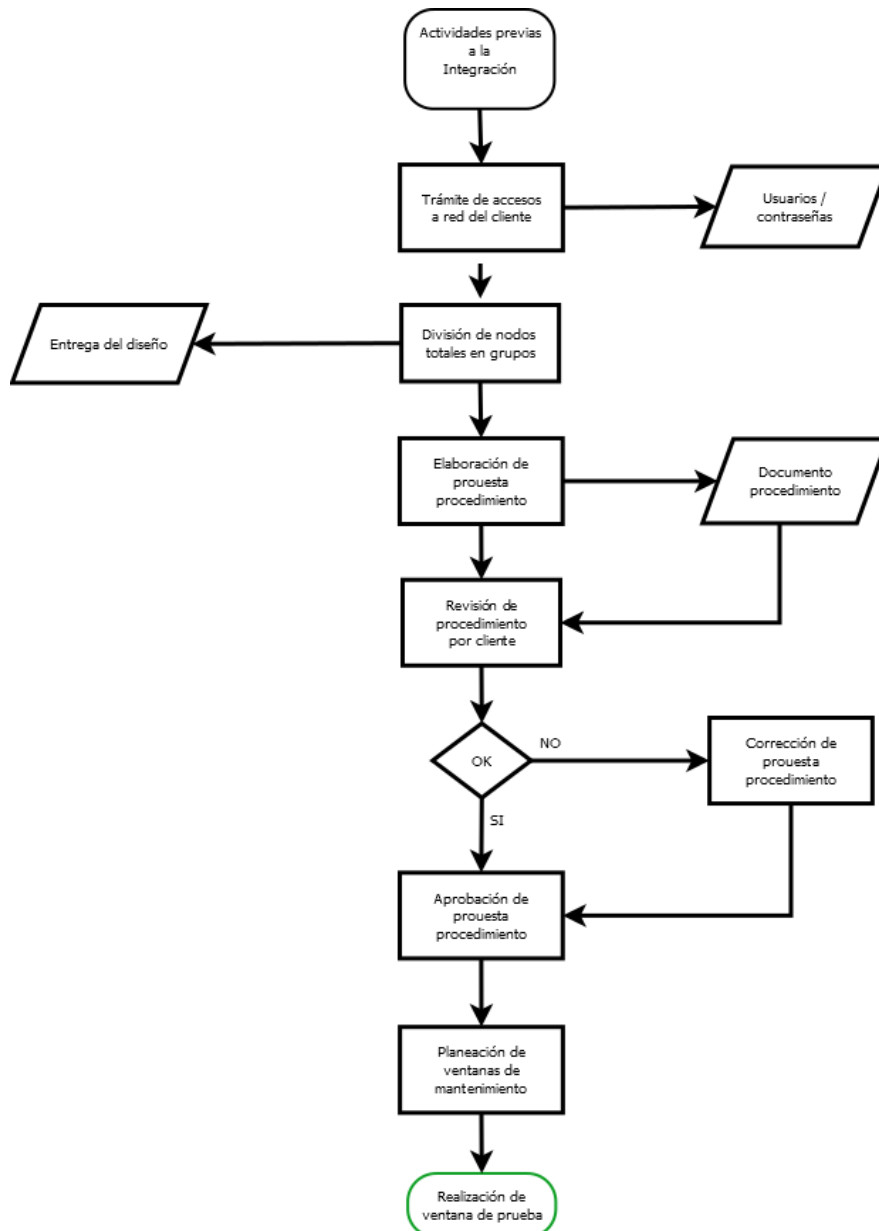 Actividades previas
a la
Integración
Trámite de accesos
a red del cliente
Usuarios /
contraseñas
Entrega del diseño
División de nodos
totales en grupos
Elaboración de
prouesta
procedimiento
Documento
procedimiento
Revisión de
procedimiento
por cliente
OK
NO
Corrección de
prouesta
procedimiento
SI
Aprobación de
prouesta
procedimiento
Planeación de
ventanas de
mantenimiento
Realización de
ventana de prueba